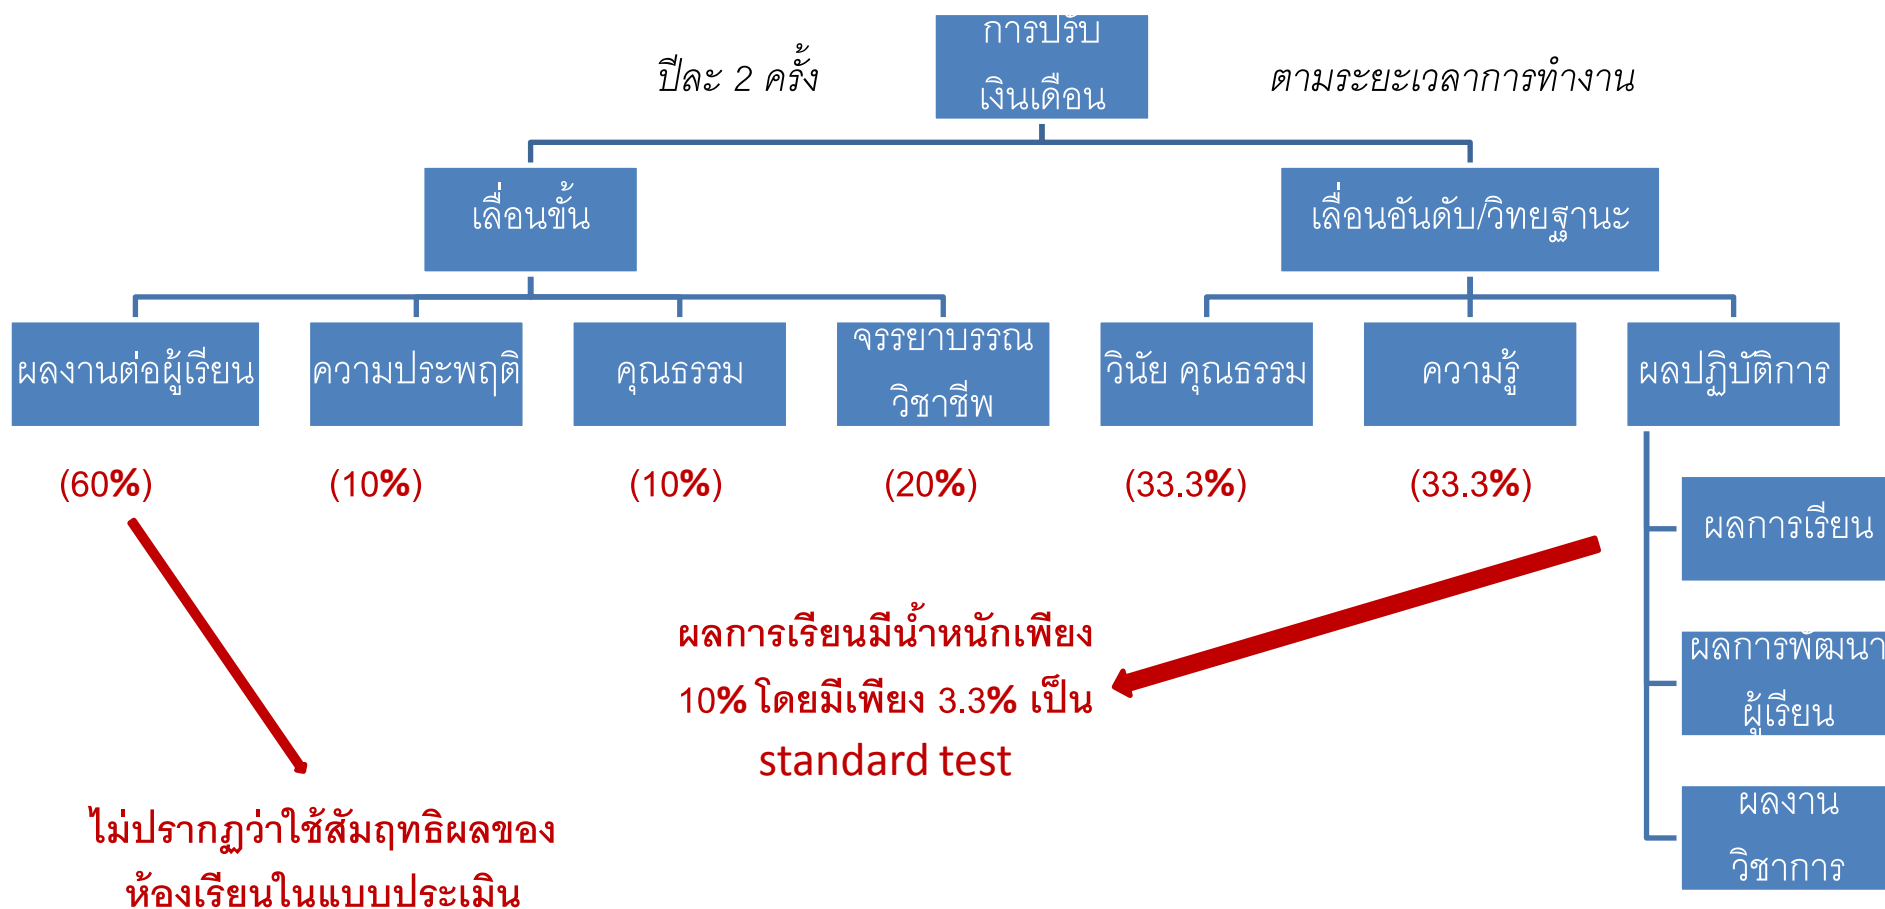 การปรับ
เงินเดือน
ปีละ 2 ครั้ง
ตามระยะเวลาการทำงาน
เลื่อนขั้น
เลื่อนอันดับ/วิทยฐานะ
ผลงานต่อผู้เรียน
ความประพฤติ
คุณธรรม
จรรยาบรรณ
วิชาชีพ
วินัย คุณธรรม
ความรู้
ผลปฏิบัติการ
(60%)
(10%)
(10%)
(20%)
(33.3%)
(33.3%)
ผลการเรียน
ผลการพัฒนา
ผู้เรียน
ผลงาน
วิชาการ
ผลการเรียนมีน้ำหนักเพียง
10% โดยมีเพียง 3.3% เป็น
standard test
ไม่ปรากฏว่าใช้สัมฤทธิผลของ
ห้องเรียนในแบบประเมิน